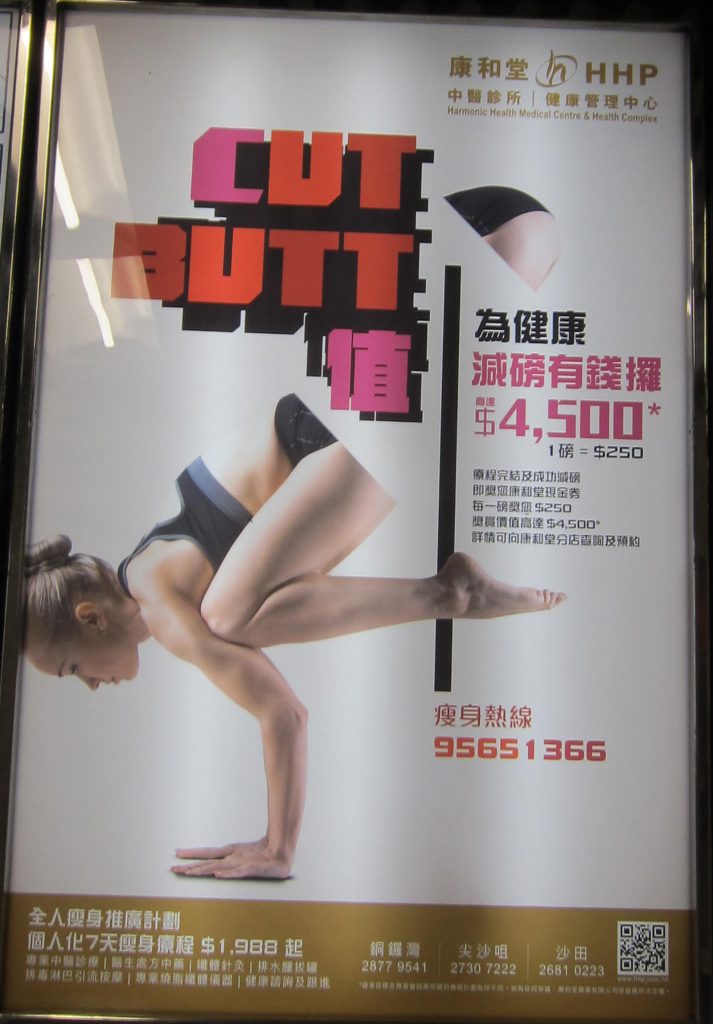 康和堂 HHP
中醫診所 | 健康管理中心
Harmonic Health Medical Centre & Health Complex
CUT
BUTT
值
為健康
減磅有錢攞
高達
$4,500*
1磅 = $250
療程完結及成功減磅
即獎您康和堂現金券
每一磅獎您 $250
獎賞價值高達 $4,500*
詳情可向康和堂分店查詢及預約
瘦身熱線
95651366
全人瘦身推廣計劃
個人化7天瘦身療程 $1,988 起
專業中醫診療 | 醫生處方中藥 | 纖體針灸 | 排水腫拔罐
排毒淋巴引流按摩 | 專業燒脂纖體儀器 | 健康諮詢及跟進
銅鑼灣
2877 9541
尖沙咀
2730 7222
沙田
2681 0223
www.hhp.com.hk